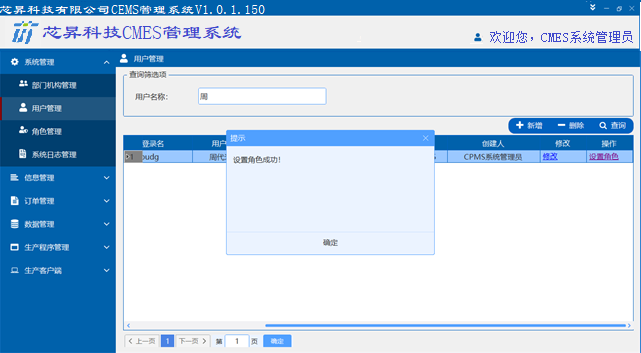 芯昇科技有限公司CEMS管理系统V1.0.1.150
芯昇科技CMES管理系统
欢迎您，CMES系统管理员
系统管理
部门机构管理
用户管理
角色管理
系统日志管理
信息管理
订单管理
数据管理
生产程序管理
生产客户端
用户管理
查询筛选项
用户名称： 周
新增 删除 查询
登录名 用户 创建人 修改 操作
oudg 周代 CPMS系统管理员 修改 设置角色
提示
设置角色成功！
确定
上一页 1 下一页 第 1 页 确定